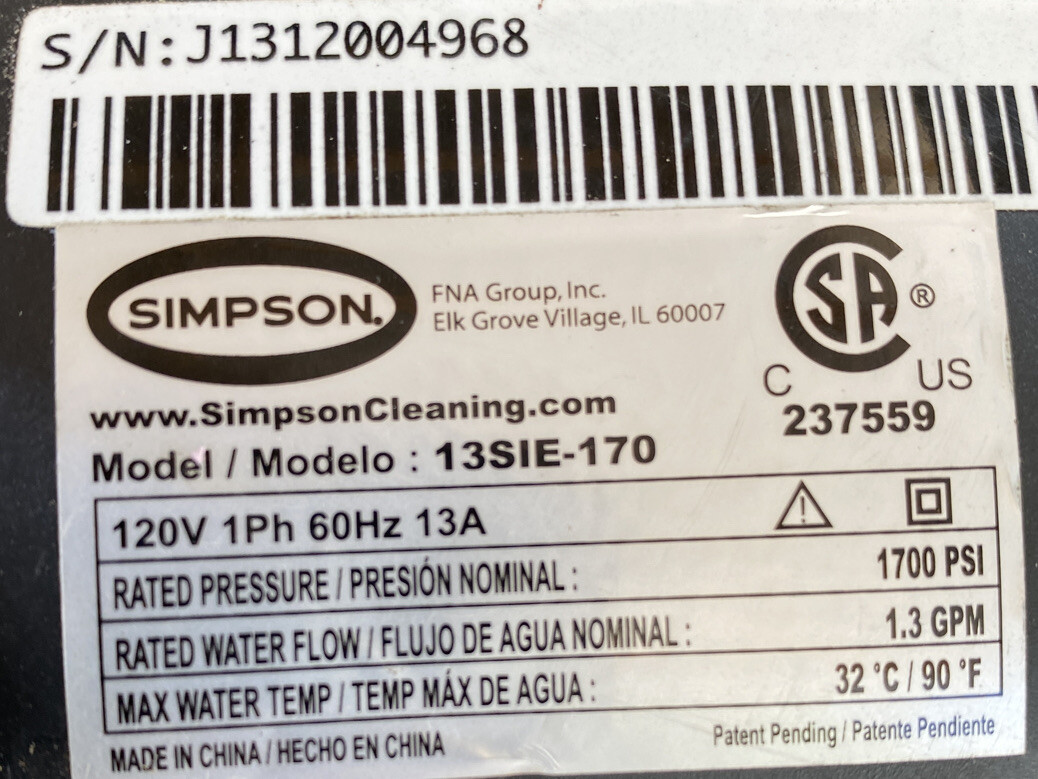 S/N:J1312004968
SIMPSON.
FNA Group, Inc.
Elk Grove Village, IL 60007
SA ®
C US
237559
www.SimpsonCleaning.com
Model / Modelo : 13SIE-170
120V 1Ph 60Hz 13A
RATED PRESSURE / PRESIÓN NOMINAL : 1700 PSI
RATED WATER FLOW / FLUJO DE AGUA NOMINAL : 1.3 GPM
MAX WATER TEMP / TEMP MÁX DE AGUA : 32 °C / 90 °F
MADE IN CHINA / HECHO EN CHINA
Patent Pending / Patente Pendiente